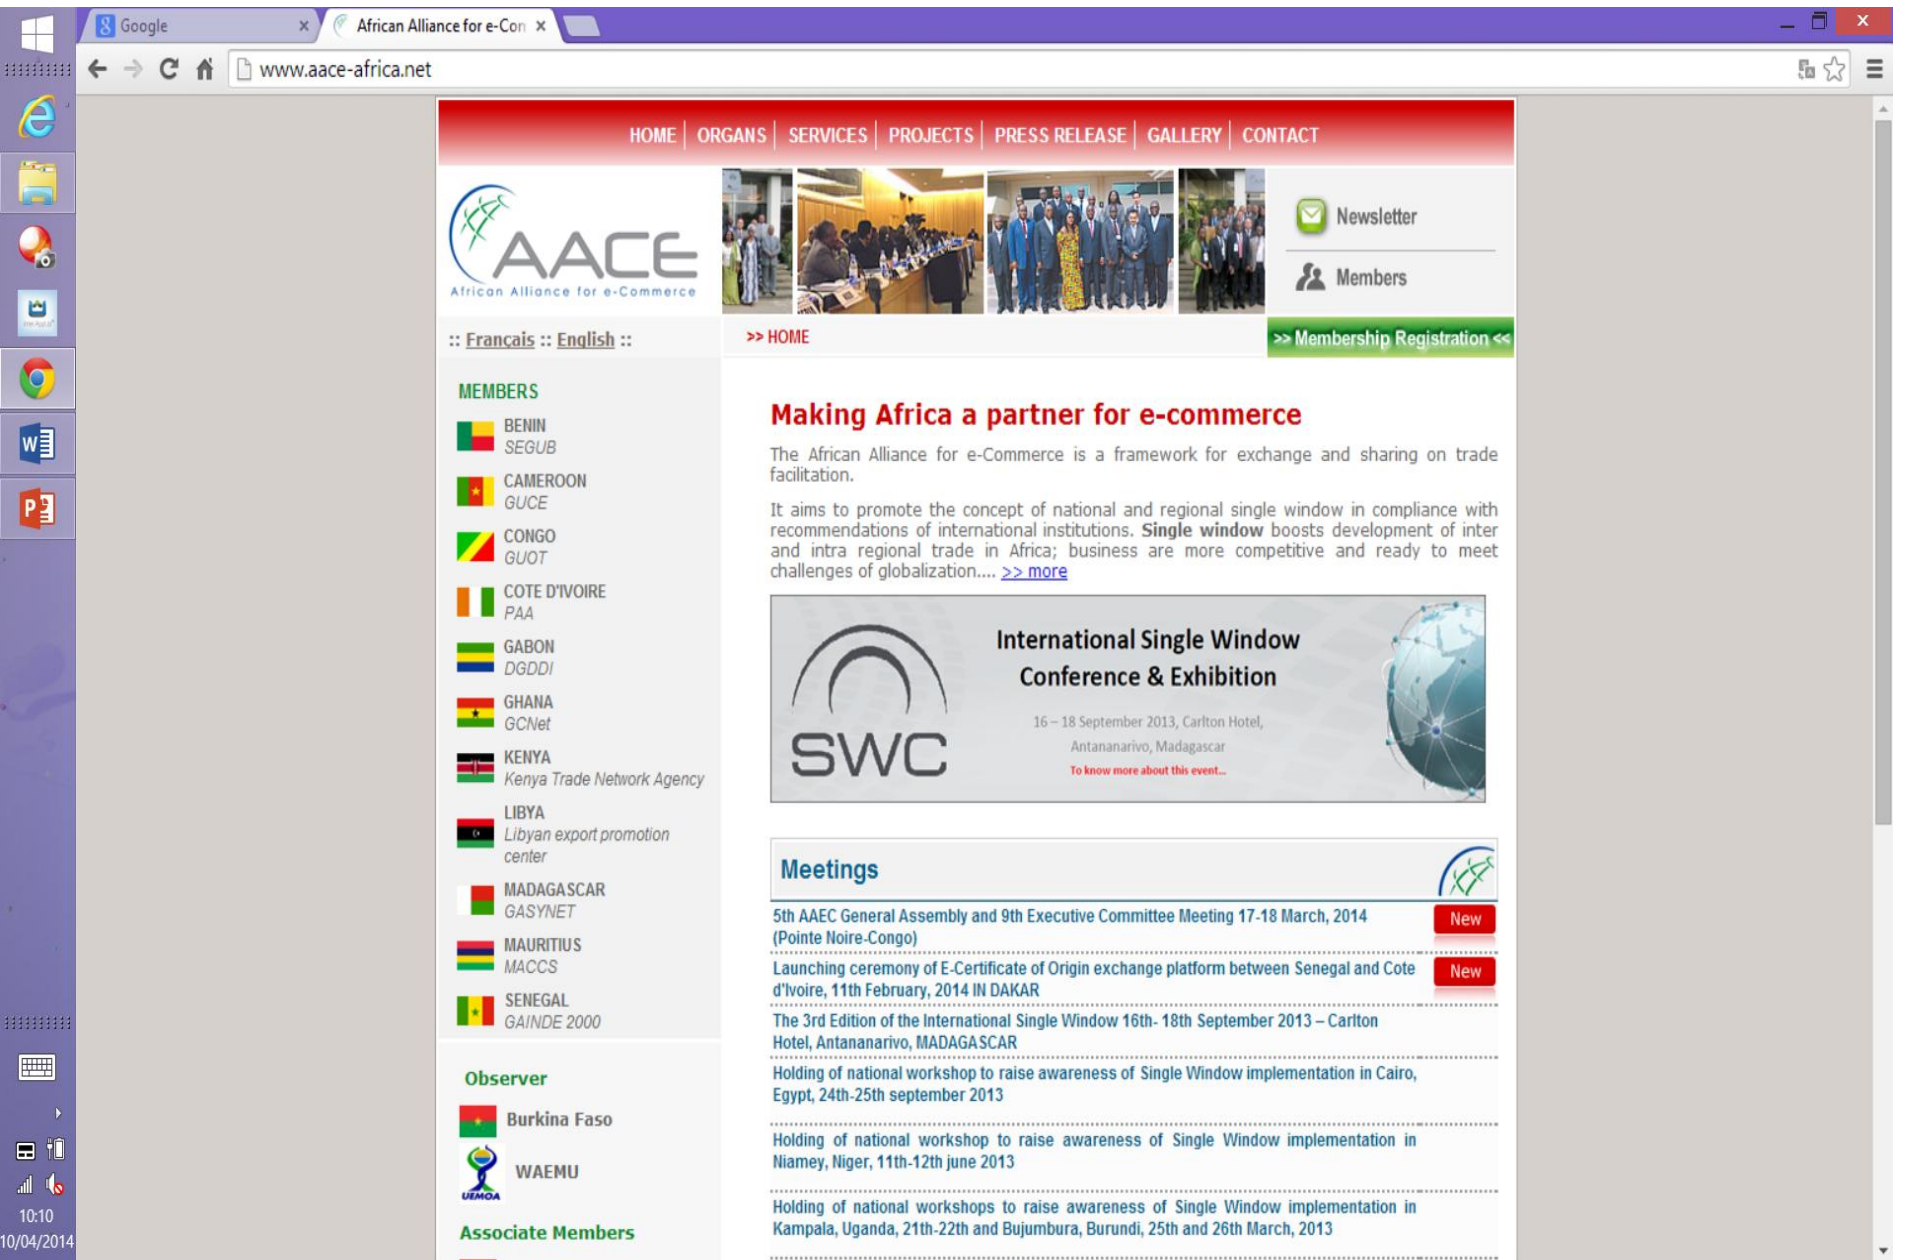 Google
African Alliance for e-Con
www.aace-africa.net
HOME
ORGANS
SERVICES
PROJECTS
PRESS RELEASE
GALLERY
CONTACT
AACE
African Alliance for e-Commerce
Newsletter
Members
:: Français :: English ::
>> HOME
>> Membership Registration <<
MEMBERS
BENIN
SEGUB
CAMEROON
GUCE
CONGO
GUOT
COTE D'IVOIRE
PAA
GABON
DGDDI
GHANA
GCNet
KENYA
Kenya Trade Network Agency
LIBYA
Libyan export promotion
center
MADAGASCAR
GASYNET
MAURITIUS
MACCS
SENEGAL
GAINDE 2000
Observer
Burkina Faso
WAEMU
UEMOA
Associate Members
Making Africa a partner for e-commerce
The African Alliance for e-Commerce is a framework for exchange and sharing on trade
facilitation.
It aims to promote the concept of national and regional single window in compliance with
recommendations of international institutions. Single window boosts development of inter
and intra regional trade in Africa; business are more competitive and ready to meet
challenges of globalization.... >> more
SWC
International Single Window
Conference & Exhibition
16 – 18 September 2013, Carlton Hotel,
Antananarivo, Madagascar
To know more about this event...
Meetings
5th AAEC General Assembly and 9th Executive Committee Meeting 17-18 March, 2014
(Pointe Noire-Congo)
New
Launching ceremony of E-Certificate of Origin exchange platform between Senegal and Cote
d'Ivoire, 11th February, 2014 IN DAKAR
New
The 3rd Edition of the International Single Window 16th- 18th September 2013 – Carlton
Hotel, Antananarivo, MADAGASCAR
Holding of national workshop to raise awareness of Single Window implementation in Cairo,
Egypt, 24th-25th september 2013
Holding of national workshop to raise awareness of Single Window implementation in
Niamey, Niger, 11th-12th june 2013
Holding of national workshops to raise awareness of Single Window implementation in
Kampala, Uganda, 21th-22th and Bujumbura, Burundi, 25th and 26th March, 2013
10:10
10/04/2014